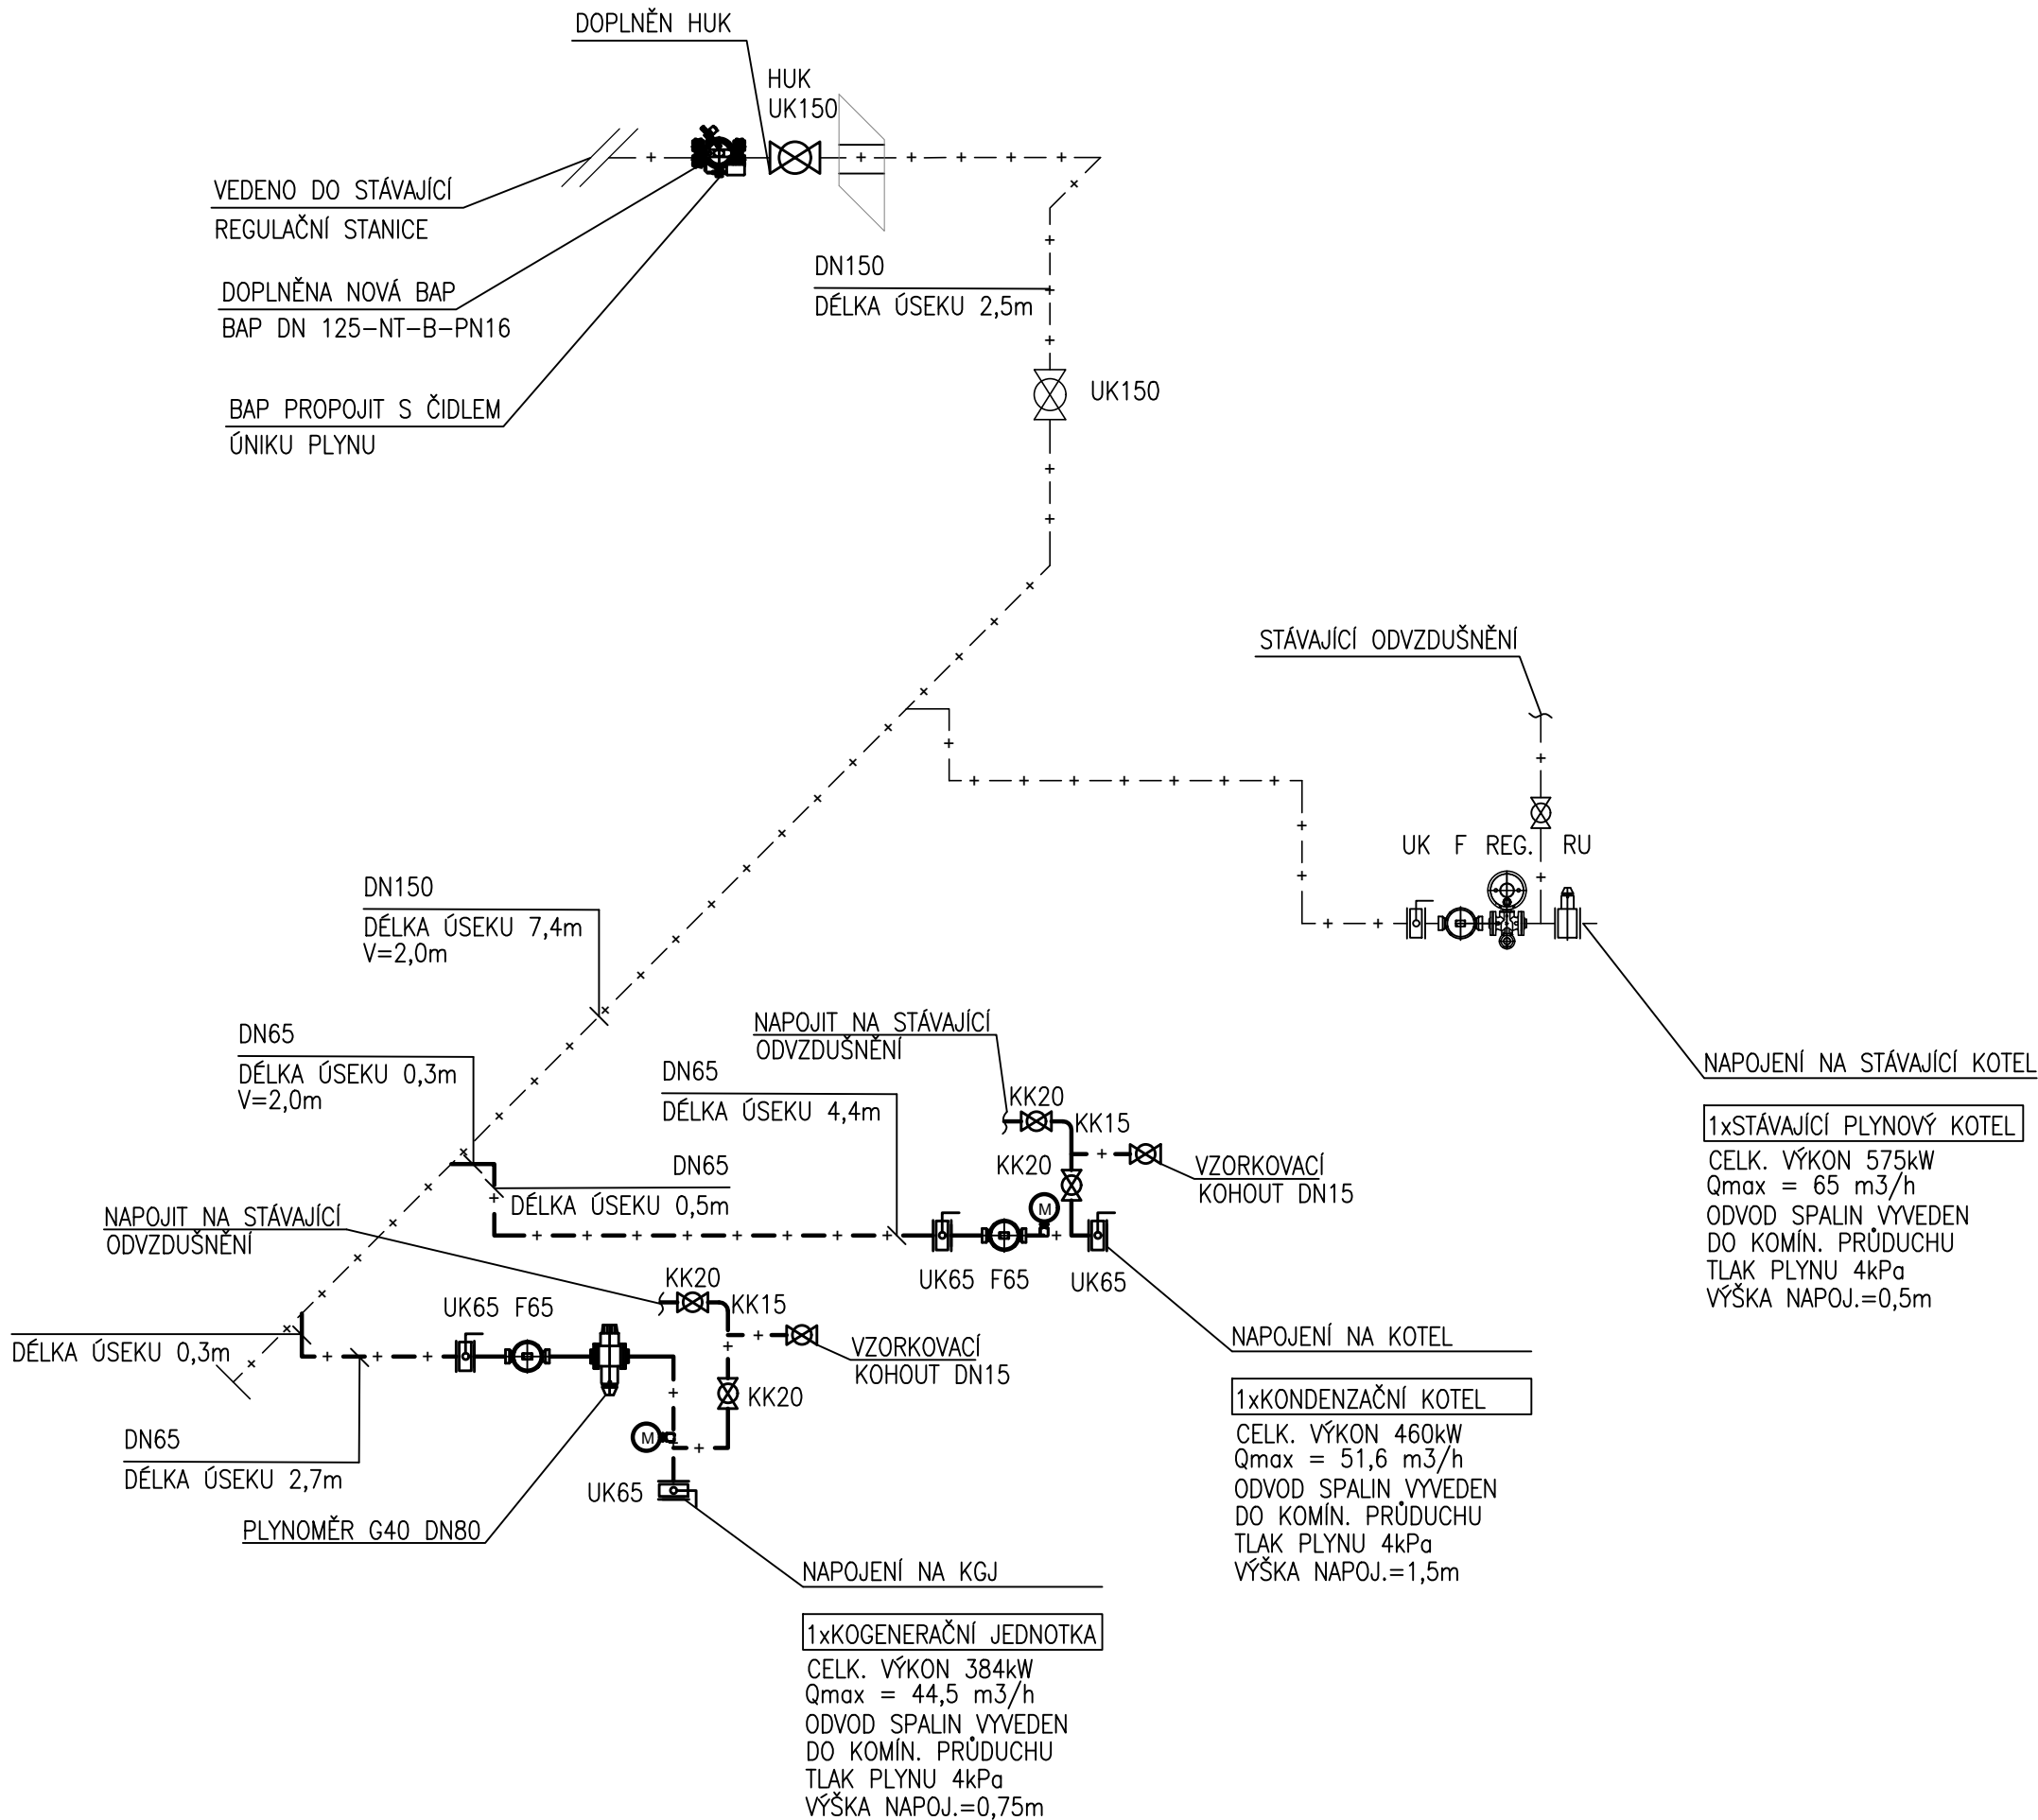 DOPLNĚN HUK
HUK
UK150
VEDENO DO STÁVAJÍCÍ
REGULAČNÍ STANICE
DOPLNĚNA NOVÁ BAP
BAP DN 125-NT-B-PN16
BAP PROPOJIT S ČIDLEM
ÚNIKU PLYNU
DN150
DÉLKA ÚSEKU 2,5m
UK150
STÁVAJÍCÍ ODVZDUŠNĚNÍ
UK F REG. RU
DN150
DÉLKA ÚSEKU 7,4m
V=2,0m
NAPOJENÍ NA STÁVAJÍCÍ KOTEL
1xSTÁVAJÍCÍ PLYNOVÝ KOTEL
CELK. VÝKON 575kW
Qmax = 65 m3/h
ODVOD SPALIN VYVEDEN
DO KOMÍN. PRŮDUCHU
TLAK PLYNU 4kPa
VÝŠKA NAPOJ.=0,5m
DN65
DÉLKA ÚSEKU 0,3m
V=2,0m
DN65
DÉLKA ÚSEKU 4,4m
NAPOJIT NA STÁVAJÍCÍ
ODVZDUŠNĚNÍ
KK20
KK15
KK20
VZORKOVACÍ
KOHOUT DN15
DN65
DÉLKA ÚSEKU 0,5m
M
UK65 F65
UK65
NAPOJENÍ NA KOTEL
1xKONDENZAČNÍ KOTEL
CELK. VÝKON 460kW
Qmax = 51,6 m3/h
ODVOD SPALIN VYVEDEN
DO KOMÍN. PRŮDUCHU
TLAK PLYNU 4kPa
VÝŠKA NAPOJ.=1,5m
NAPOJIT NA STÁVAJÍCÍ
ODVZDUŠNĚNÍ
UK65 F65
KK20
KK15
VZORKOVACÍ
KOHOUT DN15
KK20
DÉLKA ÚSEKU 0,3m
DN65
DÉLKA ÚSEKU 2,7m
M
UK65
PLYNOMĚR G40 DN80
NAPOJENÍ NA KGJ
1xKOGENERAČNÍ JEDNOTKA
CELK. VÝKON 384kW
Qmax = 44,5 m3/h
ODVOD SPALIN VYVEDEN
DO KOMÍN. PRŮDUCHU
TLAK PLYNU 4kPa
VÝŠKA NAPOJ.=0,75m